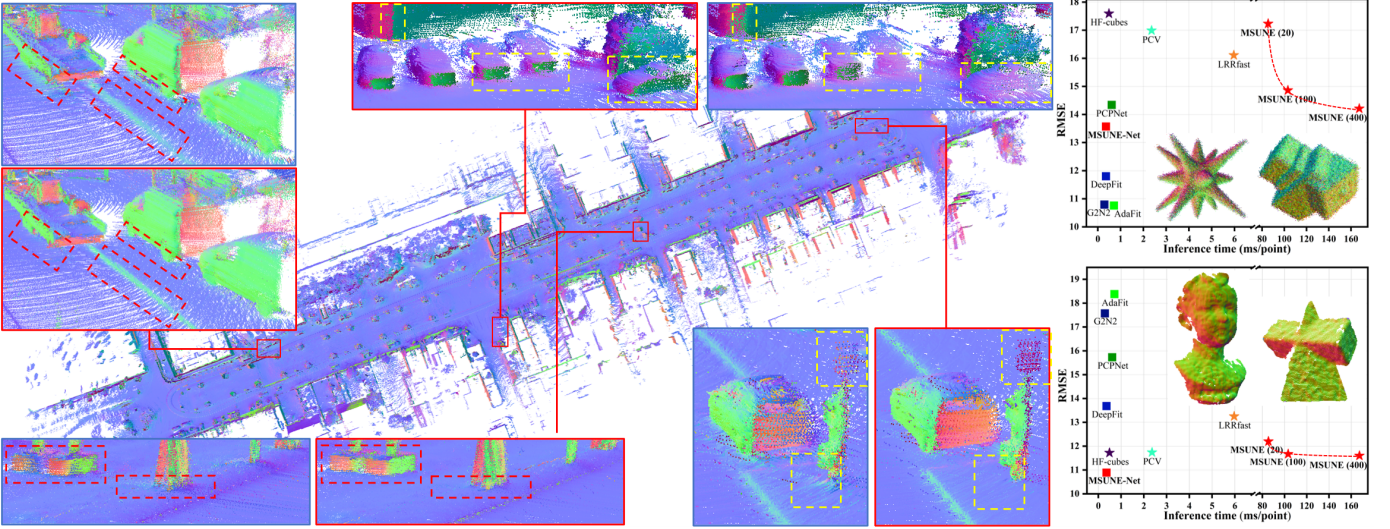 18
HF-cubes
17
PCV
MSUNE (20)
16
LRRfast
15
MSUNE (100)
RMSE
14
PCPNet
MSUNE (400)
MSUNE-Net
13
12
DeepFit
11
G2N2
AdaFit
10
0 1 2 3 4 5 6 80 100 120 140 160
Inference time (ms/point)
19
AdaFit
18
G2N2
17
16
PCPNet
15
RMSE
14
DeepFit
13
LRRfast
12
MSUNE (20)
HF-cubes
PCV
MSUNE (100)
MSUNE (400)
11
MSUNE-Net
10
0 1 2 3 4 5 6 80 100 120 140 160
Inference time (ms/point)